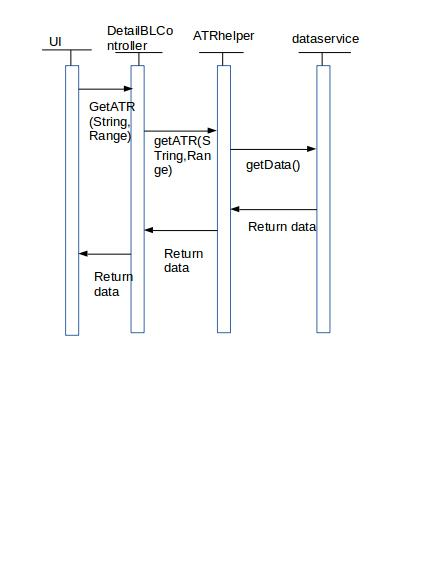 UI
DetailBLCo
ntroller
ATRhelper
dataservice
GetATR
(String,
Range)
getATR(S
Tring,Ran
ge)
getData()
Return data
Return
data
Return
data